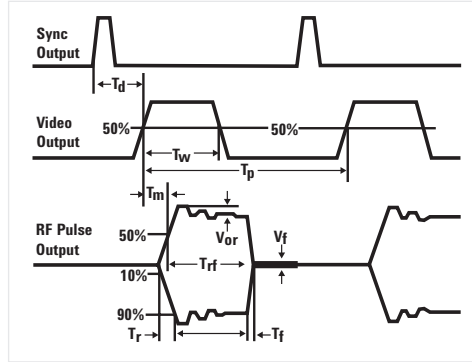 Sync
Output
Td
Video
Output
50%
50%
Tw
Tp
Tm
RF Pulse
Output
50%
Vor
Vf
Trf
10%
90%
Tr
Tf